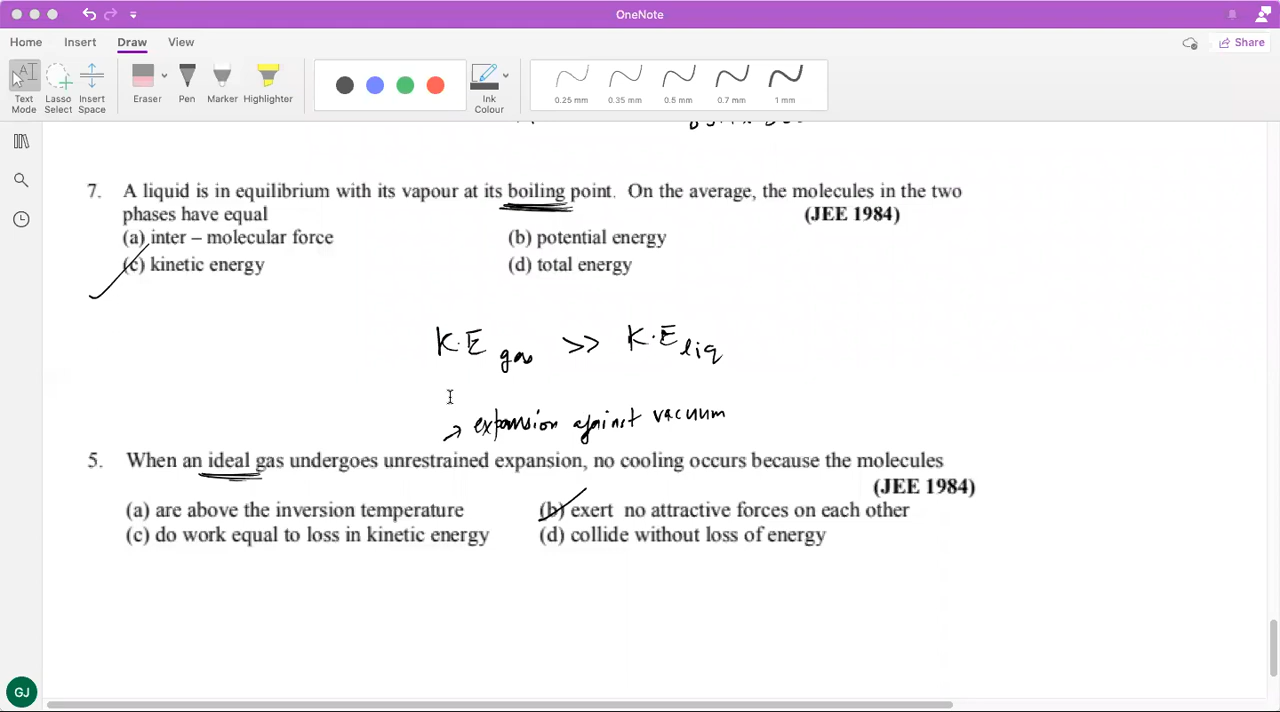 OneNote
Home Insert Draw View
Share
Text Mode
Lasso Select
Insert Space
Eraser
Pen
Marker
Highlighter
Ink Colour
0.25 mm 0.35 mm 0.5 mm 0.7 mm 1 mm
7. A liquid is in equilibrium with its vapour at its boiling point. On the average, the molecules in the two
phases have equal (JEE 1984)
(a) inter – molecular force (b) potential energy
(c) kinetic energy (d) total energy
K.E gas >> K.E liq
→ expansion against vacuum
5. When an ideal gas undergoes unrestrained expansion, no cooling occurs because the molecules
(JEE 1984)
(a) are above the inversion temperature (b) exert no attractive forces on each other
(c) do work equal to loss in kinetic energy (d) collide without loss of energy
GJ